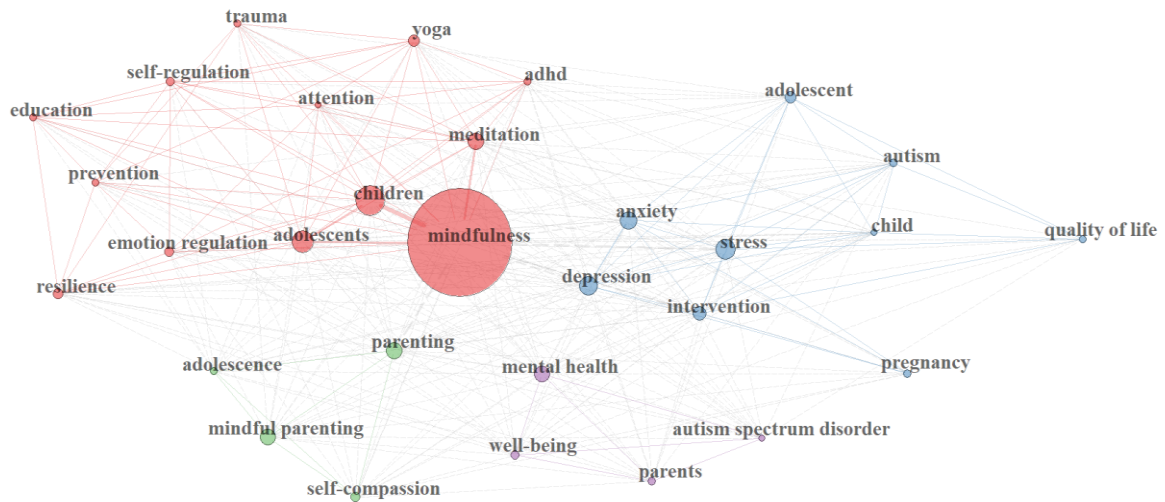 trauma
yoga
self-regulation
adhd
attention
adolescent
education
meditation
autism
prevention
children
anxiety
child
mindfulness
adolescents
emotion regulation
stress
quality of life
depression
resilience
intervention
parenting
adolescence
mental health
pregnancy
mindful parenting
autism spectrum disorder
well-being
parents
self-compassion